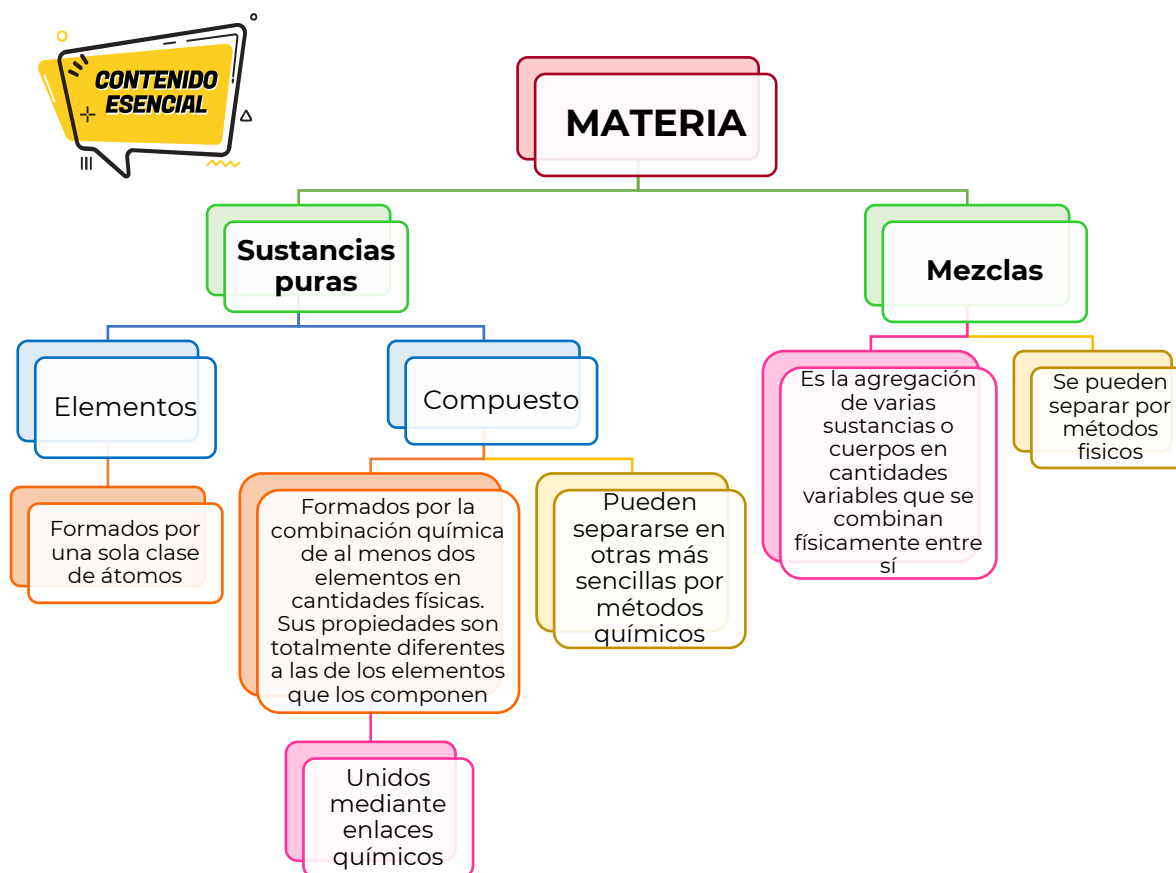 CONTENIDO
ESENCIAL
MATERIA
Sustancias
puras
Mezclas
Elementos
Compuesto
Es la agregación
de varias
sustancias o
cuerpos en
cantidades
variables que se
combinan
físicamente entre
sí
Se pueden
separar por
métodos
fisicos
Formados por
una sola clase
de átomos
Formados por la
combinación química
de al menos dos
elementos en
cantidades físicas.
Sus propiedades son
totalmente diferentes
a las de los elementos
que los componen
Pueden
separarse en
otras más
sencillas por
métodos
químicos
Unidos
mediante
enlaces
químicos